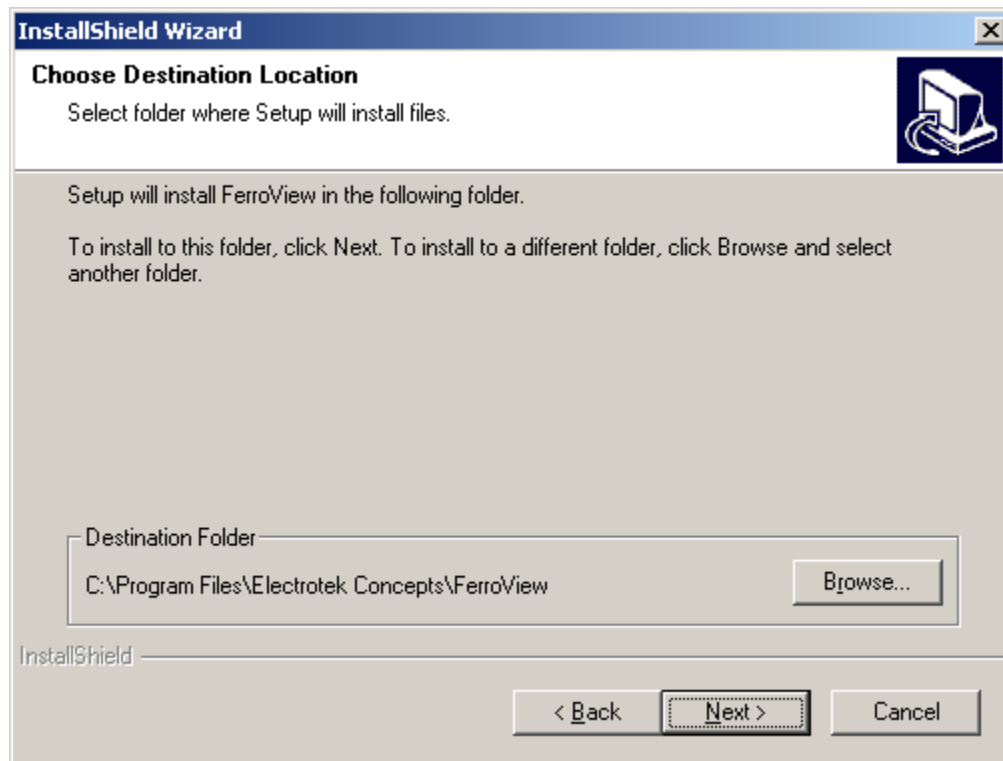 InstallShield Wizard
Choose Destination Location
Select folder where Setup will install files.
Setup will install FerroView in the following folder.
To install to this folder, click Next. To install to a different folder, click Browse and select
another folder.
Destination Folder
C:\Program Files\Electrotek Concepts\FerroView
Browse...
InstallShield
< Back
Next >
Cancel